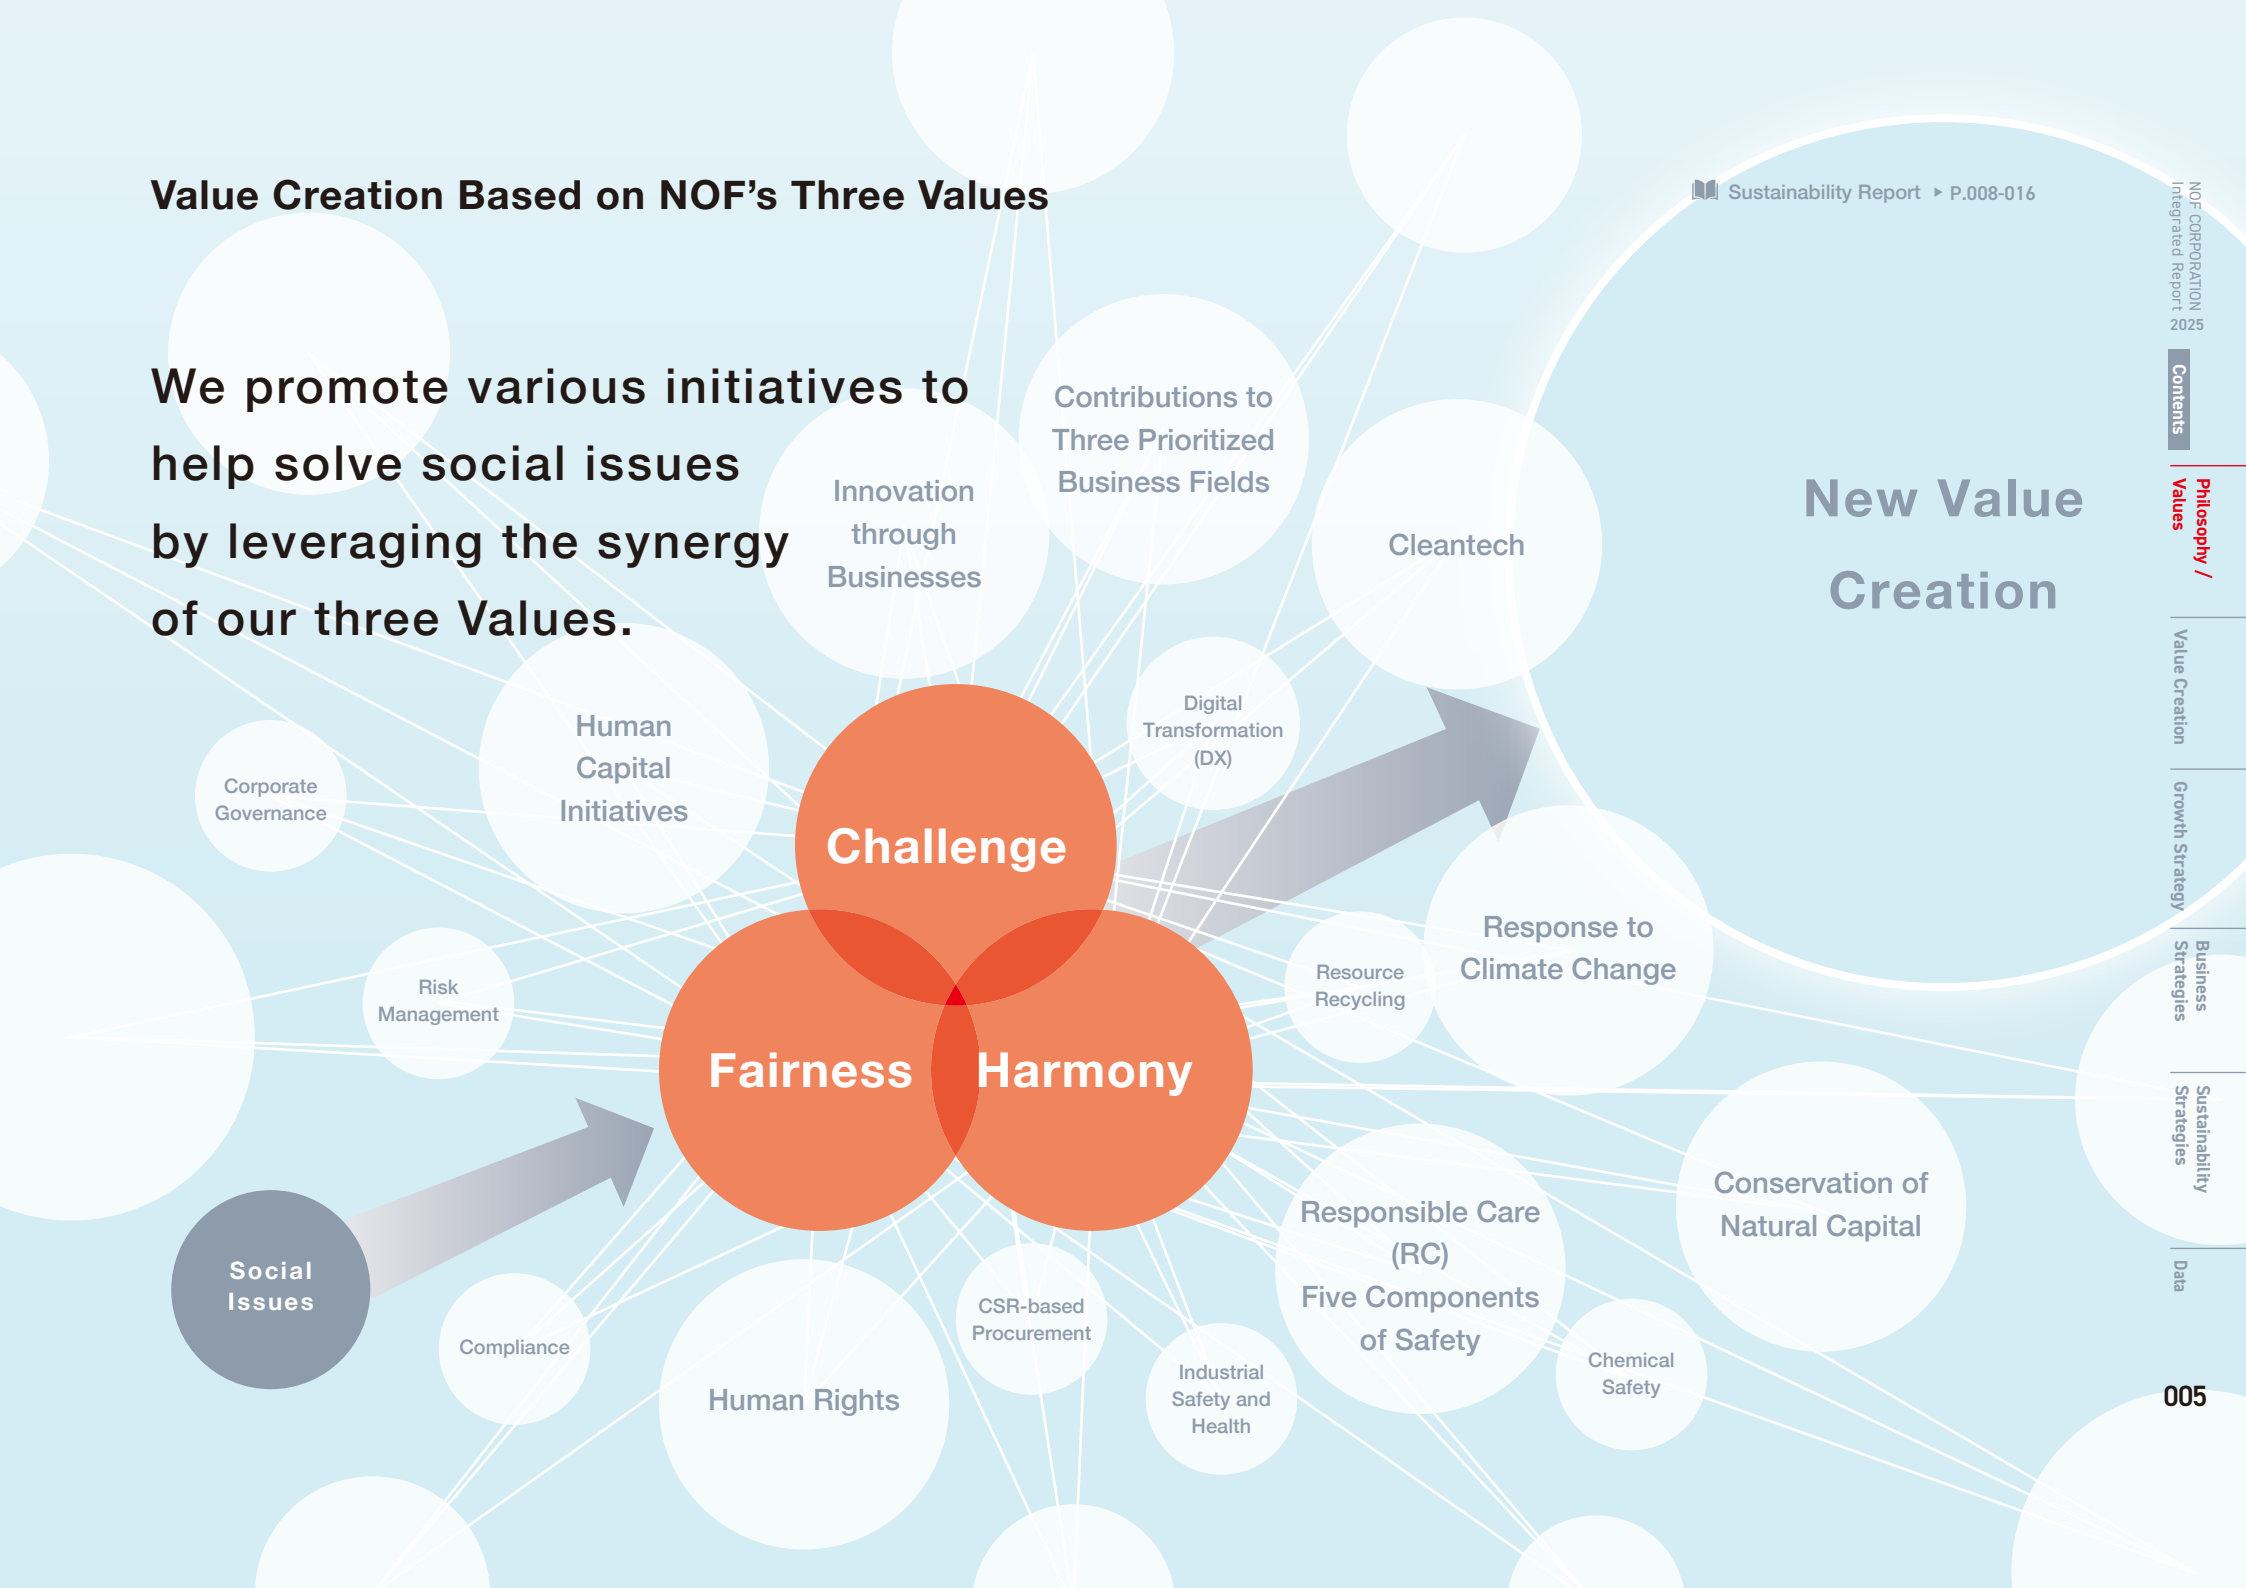 Value Creation Based on NOF’s Three Values
Sustainability Report ▸ P.008-016
We promote various initiatives to
help solve social issues
by leveraging the synergy
of our three Values.
Innovation
through
Businesses
Contributions to
Three Prioritized
Business Fields
Cleantech
New Value
Creation
Human
Capital
Initiatives
Digital
Transformation
(DX)
Corporate
Governance
Challenge
Risk
Management
Resource
Recycling
Response to
Climate Change
Fairness
Harmony
Social
Issues
Compliance
Human Rights
CSR-based
Procurement
Industrial
Safety and
Health
Responsible Care
(RC)
Five Components
of Safety
Chemical
Safety
Conservation of
Natural Capital
NOF CORPORATION
Integrated Report
2025
Contents
Philosophy /
Values
Value Creation
Growth Strategy
Business
Strategies
Sustainability
Strategies
Data
005